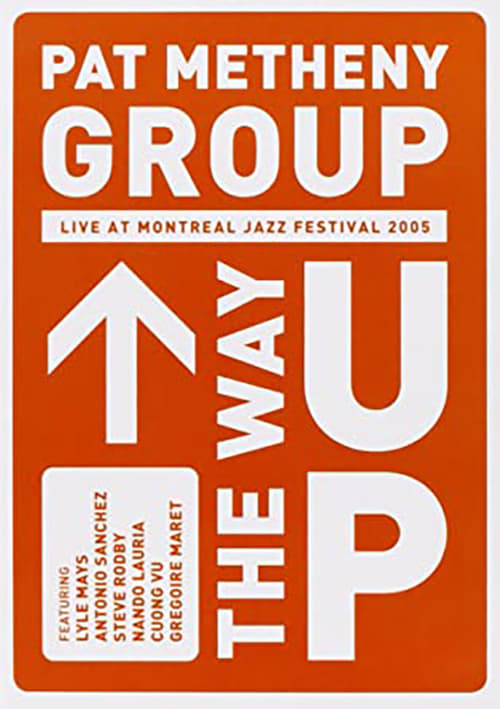 PAT METHENY
GROUP
LIVE AT MONTREAL JAZZ FESTIVAL 2005
THE WAY
UP
FEATURING
LYLE MAYS
ANTONIO SANCHEZ
STEVE RODBY
NANDO LAURIA
CUONG VU
GREGOIRE MARET